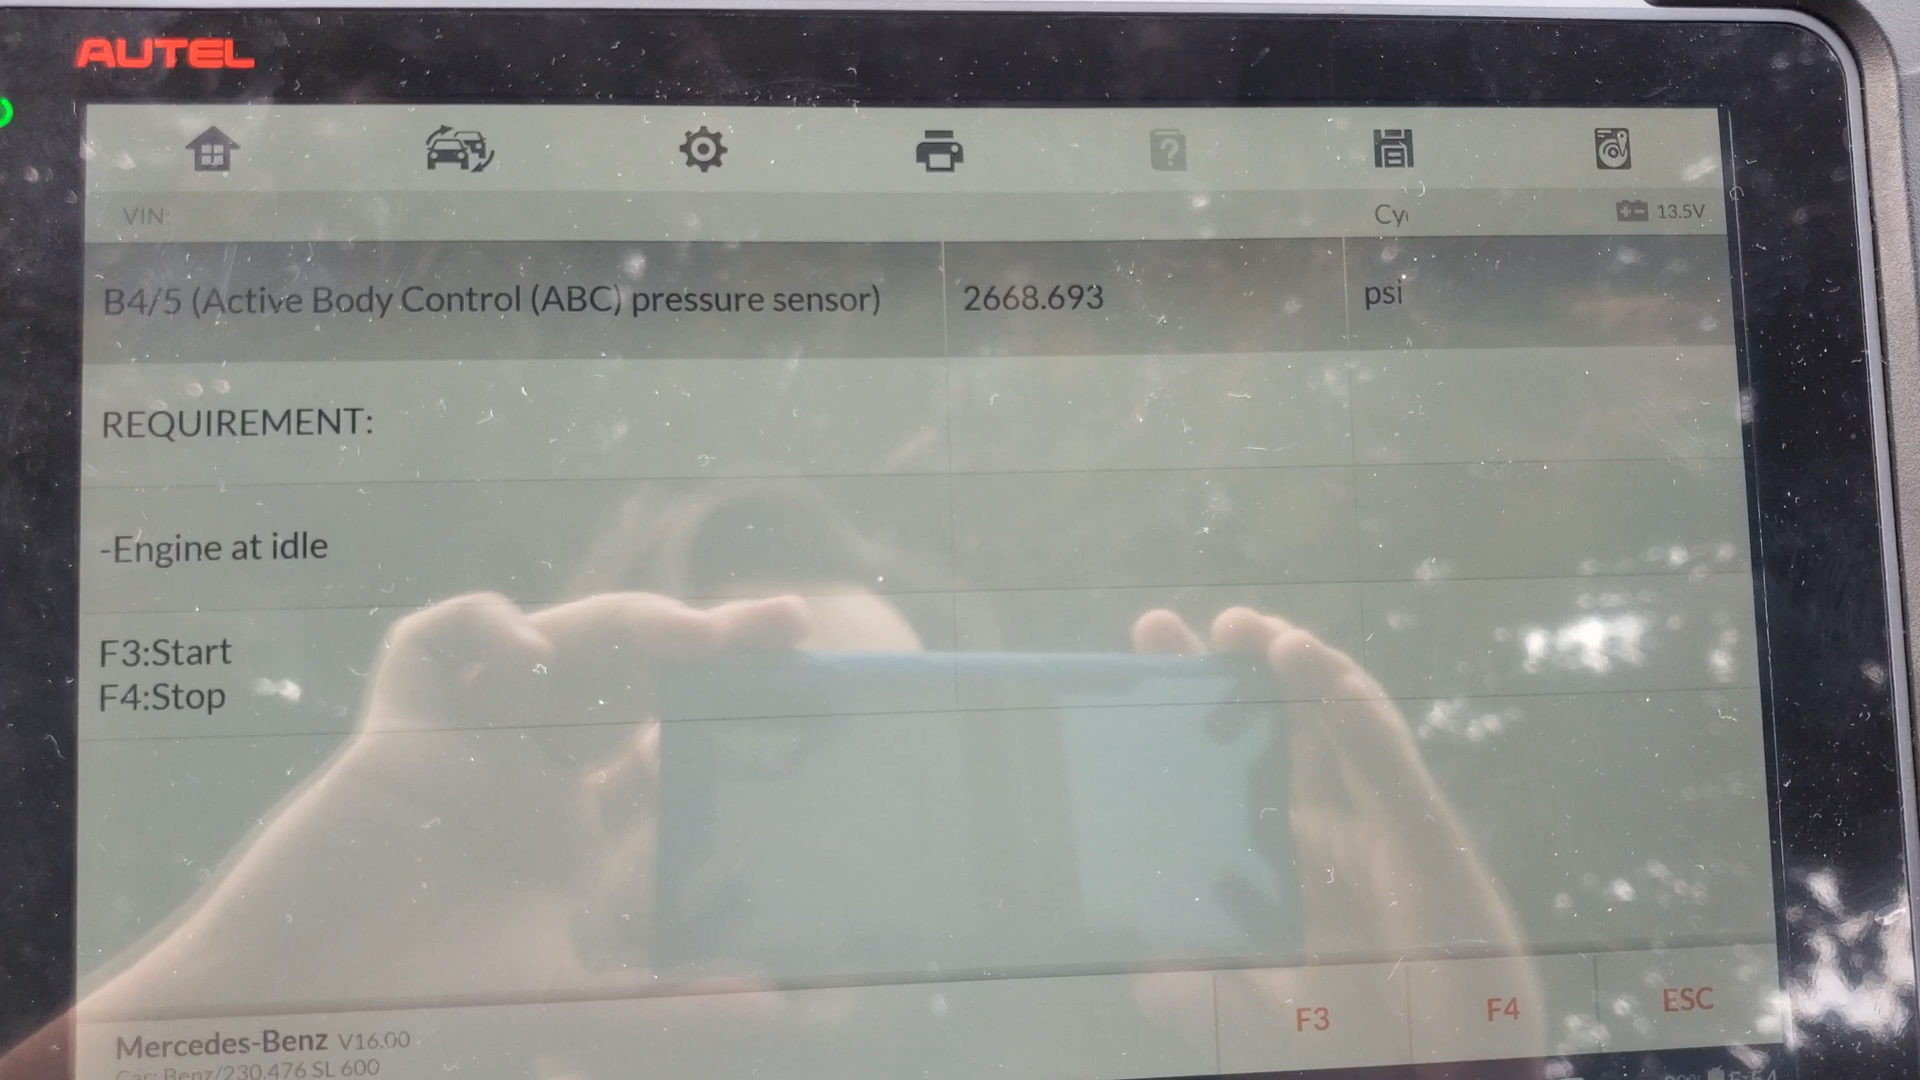 AUTEL
VIN:
Cy
13.5V
B4/5 (Active Body Control (ABC) pressure sensor) 2668.693 psi
REQUIREMENT:
-Engine at idle
F3:Start
F4:Stop
F3 F4 ESC
Mercedes-Benz V16.00
Car: Benz/230.476 SL 600